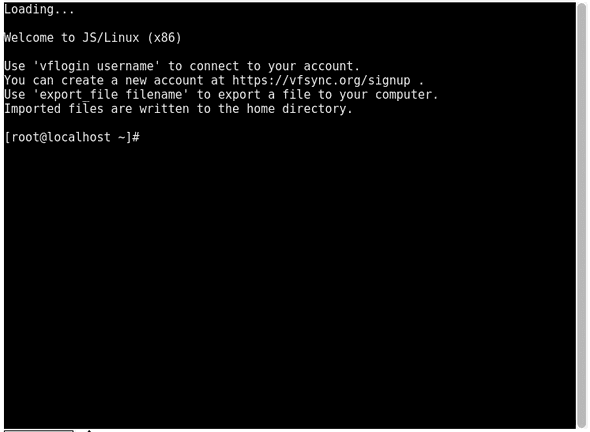 Loading...
Welcome to JS/Linux (x86)
Use 'vflogin username' to connect to your account.
You can create a new account at https://vfsync.org/signup .
Use 'export_file filename' to export a file to your computer.
Imported files are written to the home directory.
[root@localhost ~]#